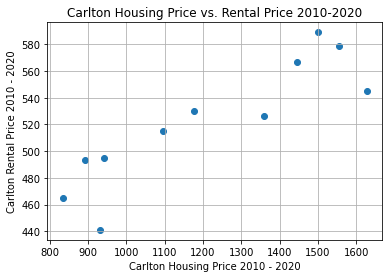 Carlton Housing Price vs. Rental Price 2010-2020
Carlton Rental Price 2010 - 2020
580
560
540
520
500
480
460
440
800 900 1000 1100 1200 1300 1400 1500 1600
Carlton Housing Price 2010 - 2020